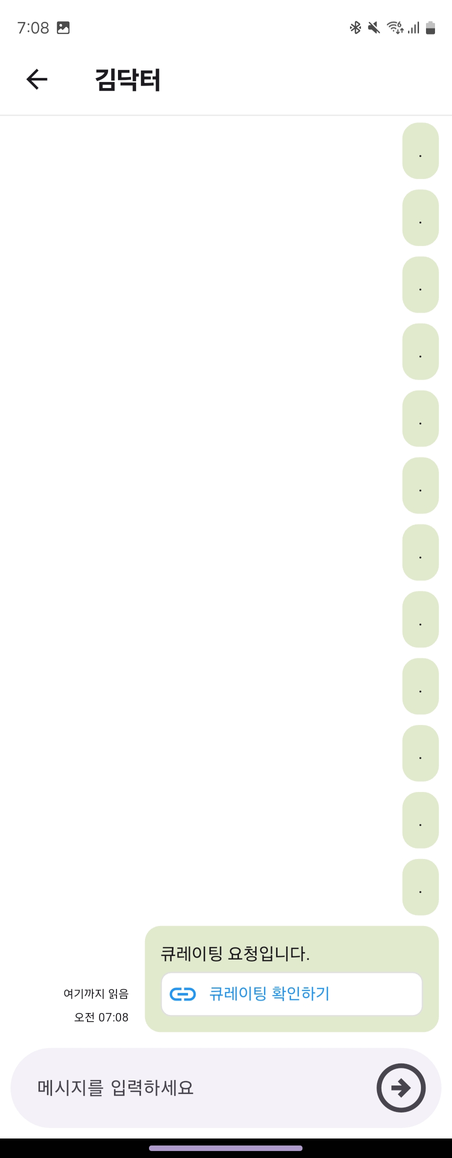 7:08
김닥터
.
.
.
.
.
.
.
.
.
.
.
.
큐레이팅 요청입니다.
큐레이팅 확인하기
여기까지 읽음
오전 07:08
메시지를 입력하세요